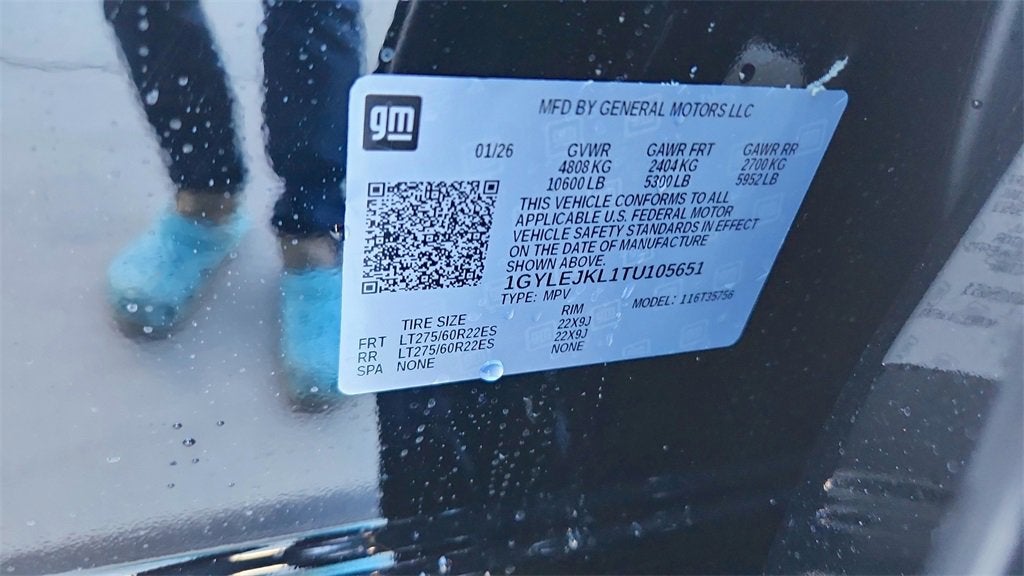 gm
MFD BY GENERAL MOTORS LLC
01/26 GVWR GAWR FRT GAWR RR
4808 KG 2404 KG 2700 KG
10600 LB 5300 LB 5952 LB
THIS VEHICLE CONFORMS TO ALL
APPLICABLE U.S. FEDERAL MOTOR
VEHICLE SAFETY STANDARDS IN EFFECT
ON THE DATE OF MANUFACTURE
SHOWN ABOVE.
1GYLEJKL1TU105651
TYPE: MPV MODEL: 116T35756
TIRE SIZE RIM
FRT LT275/60R22ES 22X9J
RR LT275/60R22ES 22X9J
SPA NONE NONE